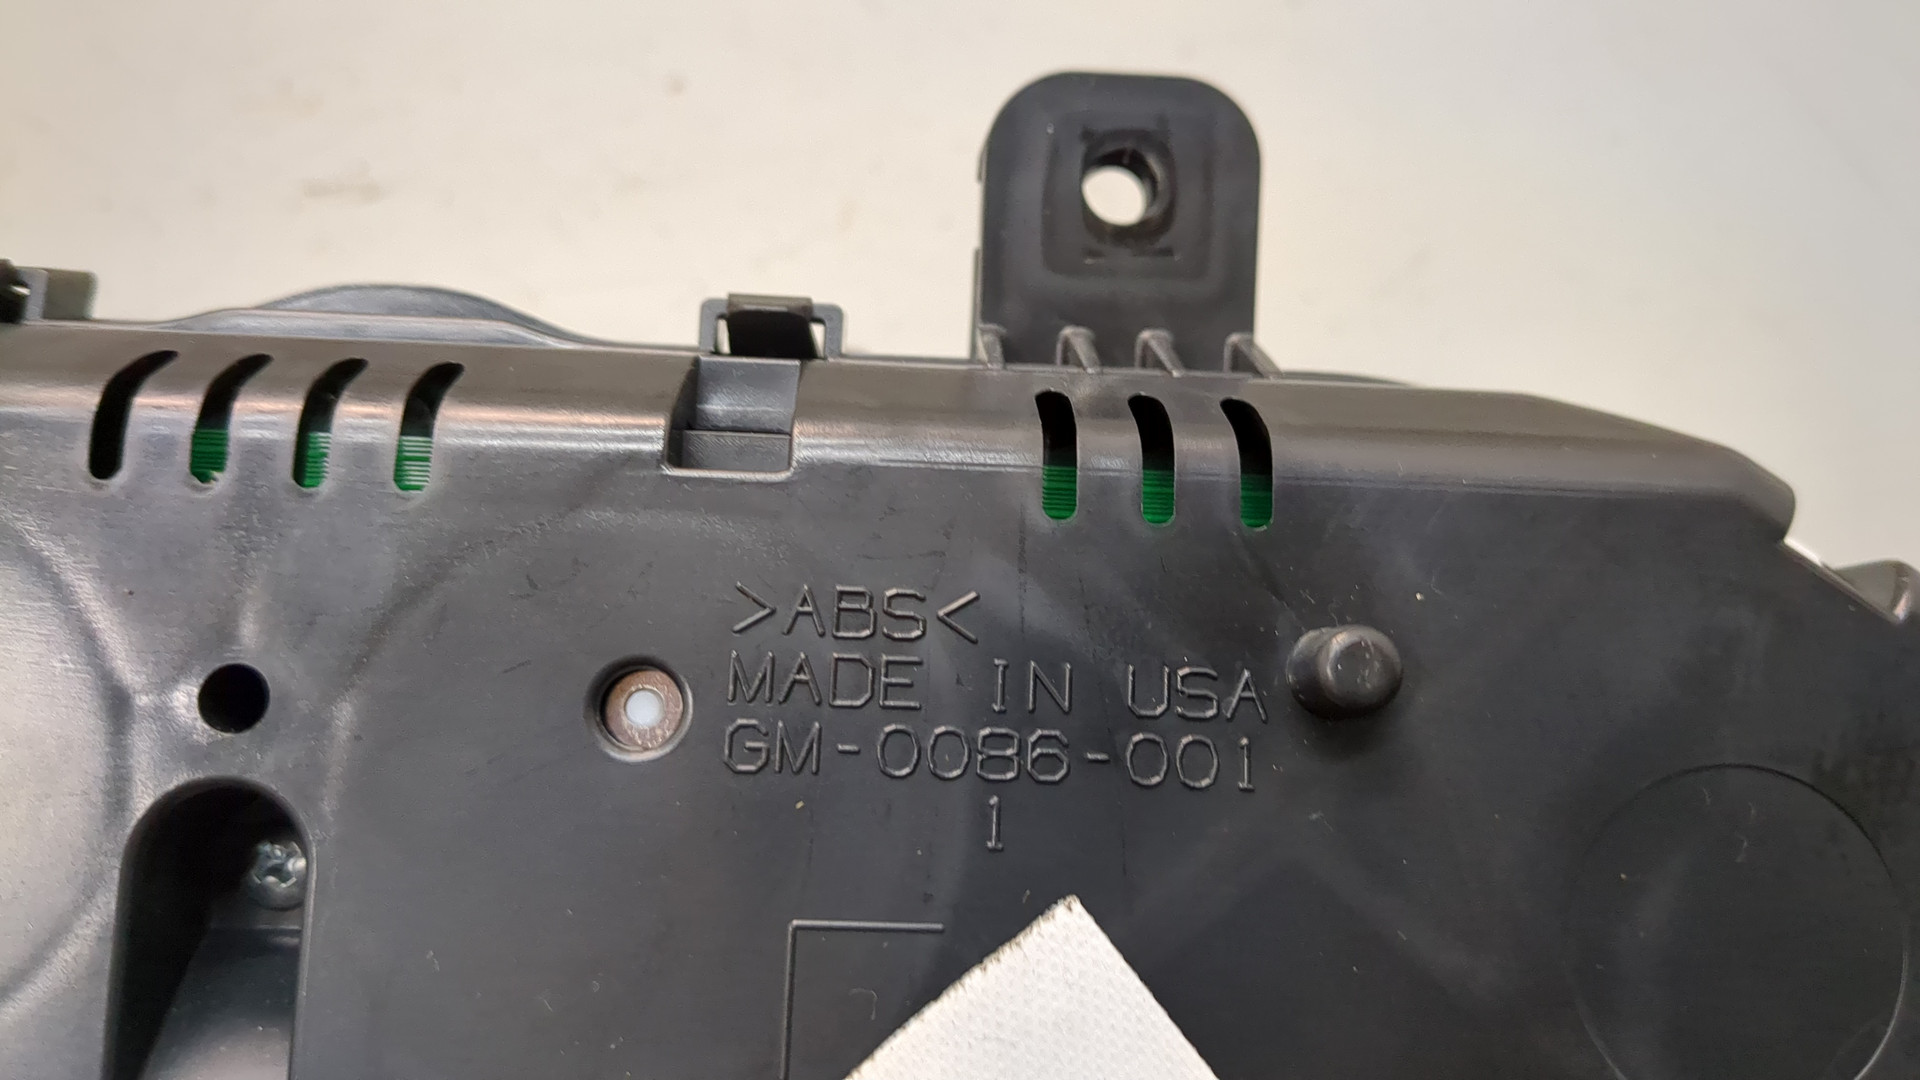 >ABS<
MADE IN USA
GM-0086-001
1